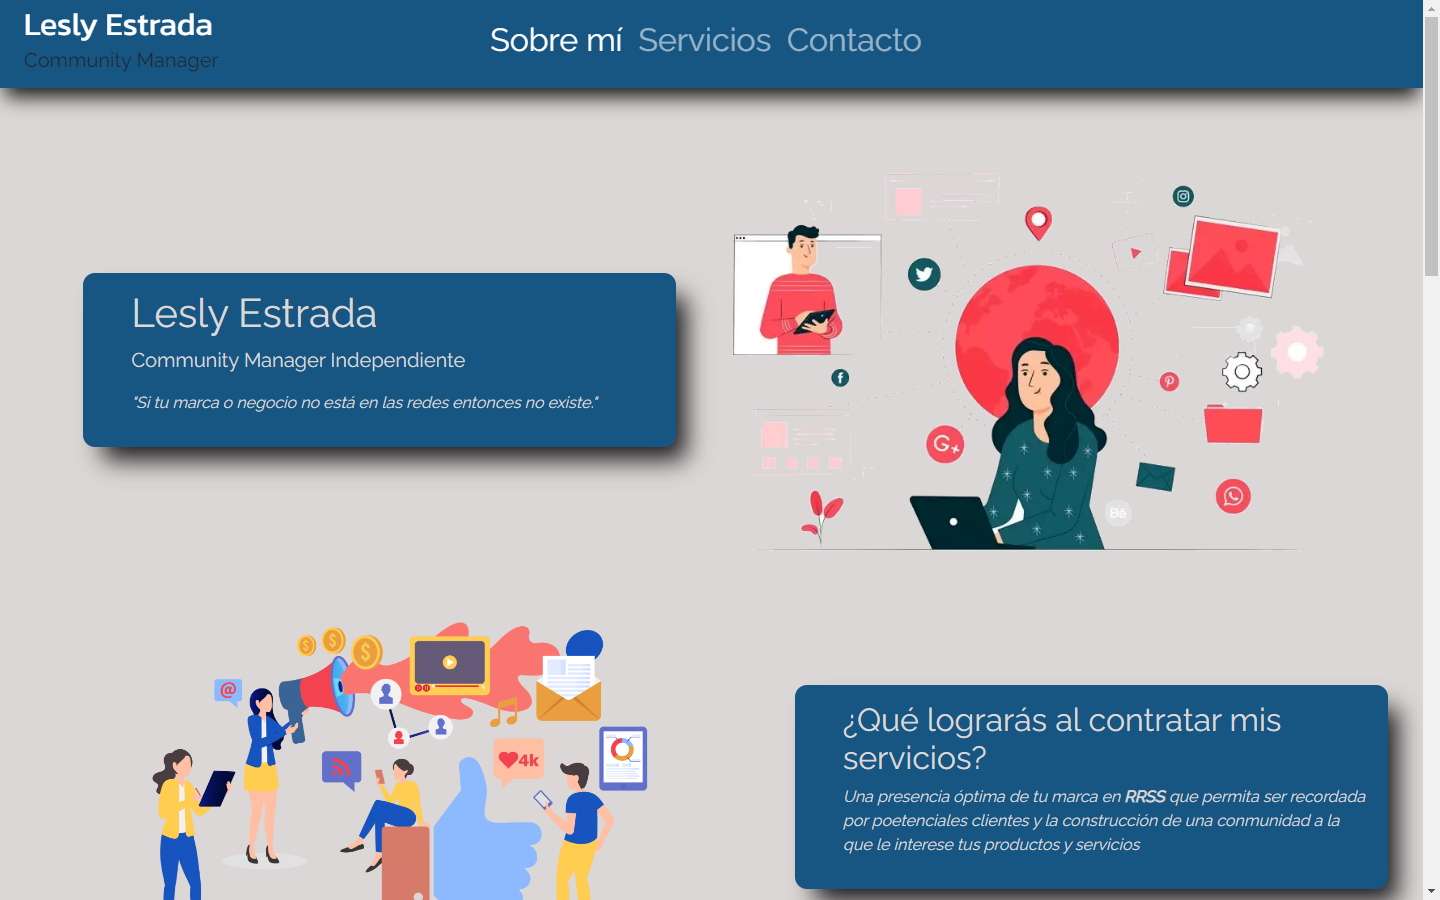 Lesly Estrada
Community Manager
Sobre mí Servicios Contacto
Lesly Estrada
Community Manager Independiente
"Si tu marca o negocio no está en las redes entonces no existe."
G+
Bē
@
$ $ $
4k
¿Qué lograrás al contratar mis
servicios?
Una presencia óptima de tu marca en RRSS que permita ser recordada
por poetenciales clientes y la construcción de una conmunidad a la
que le interese tus productos y servicios